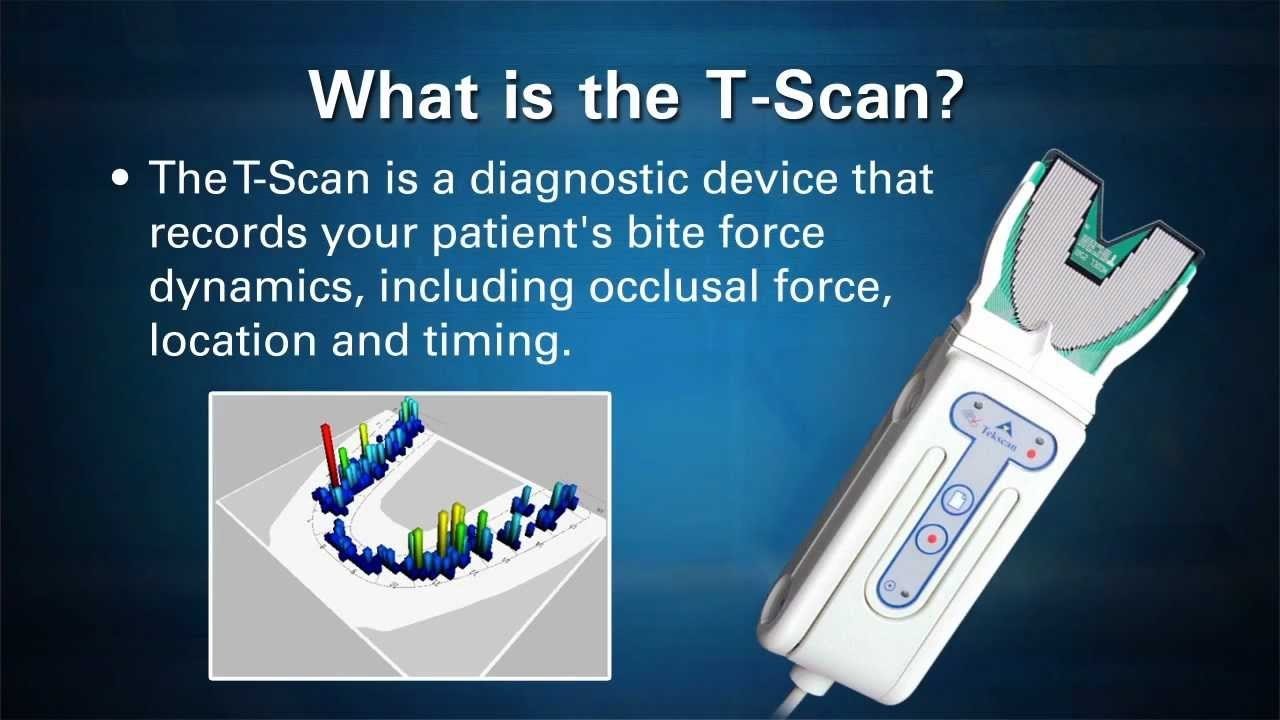 What is the T-Scan?
• The T-Scan is a diagnostic device that
records your patient's bite force
dynamics, including occlusal force,
location and timing.
Tekscan